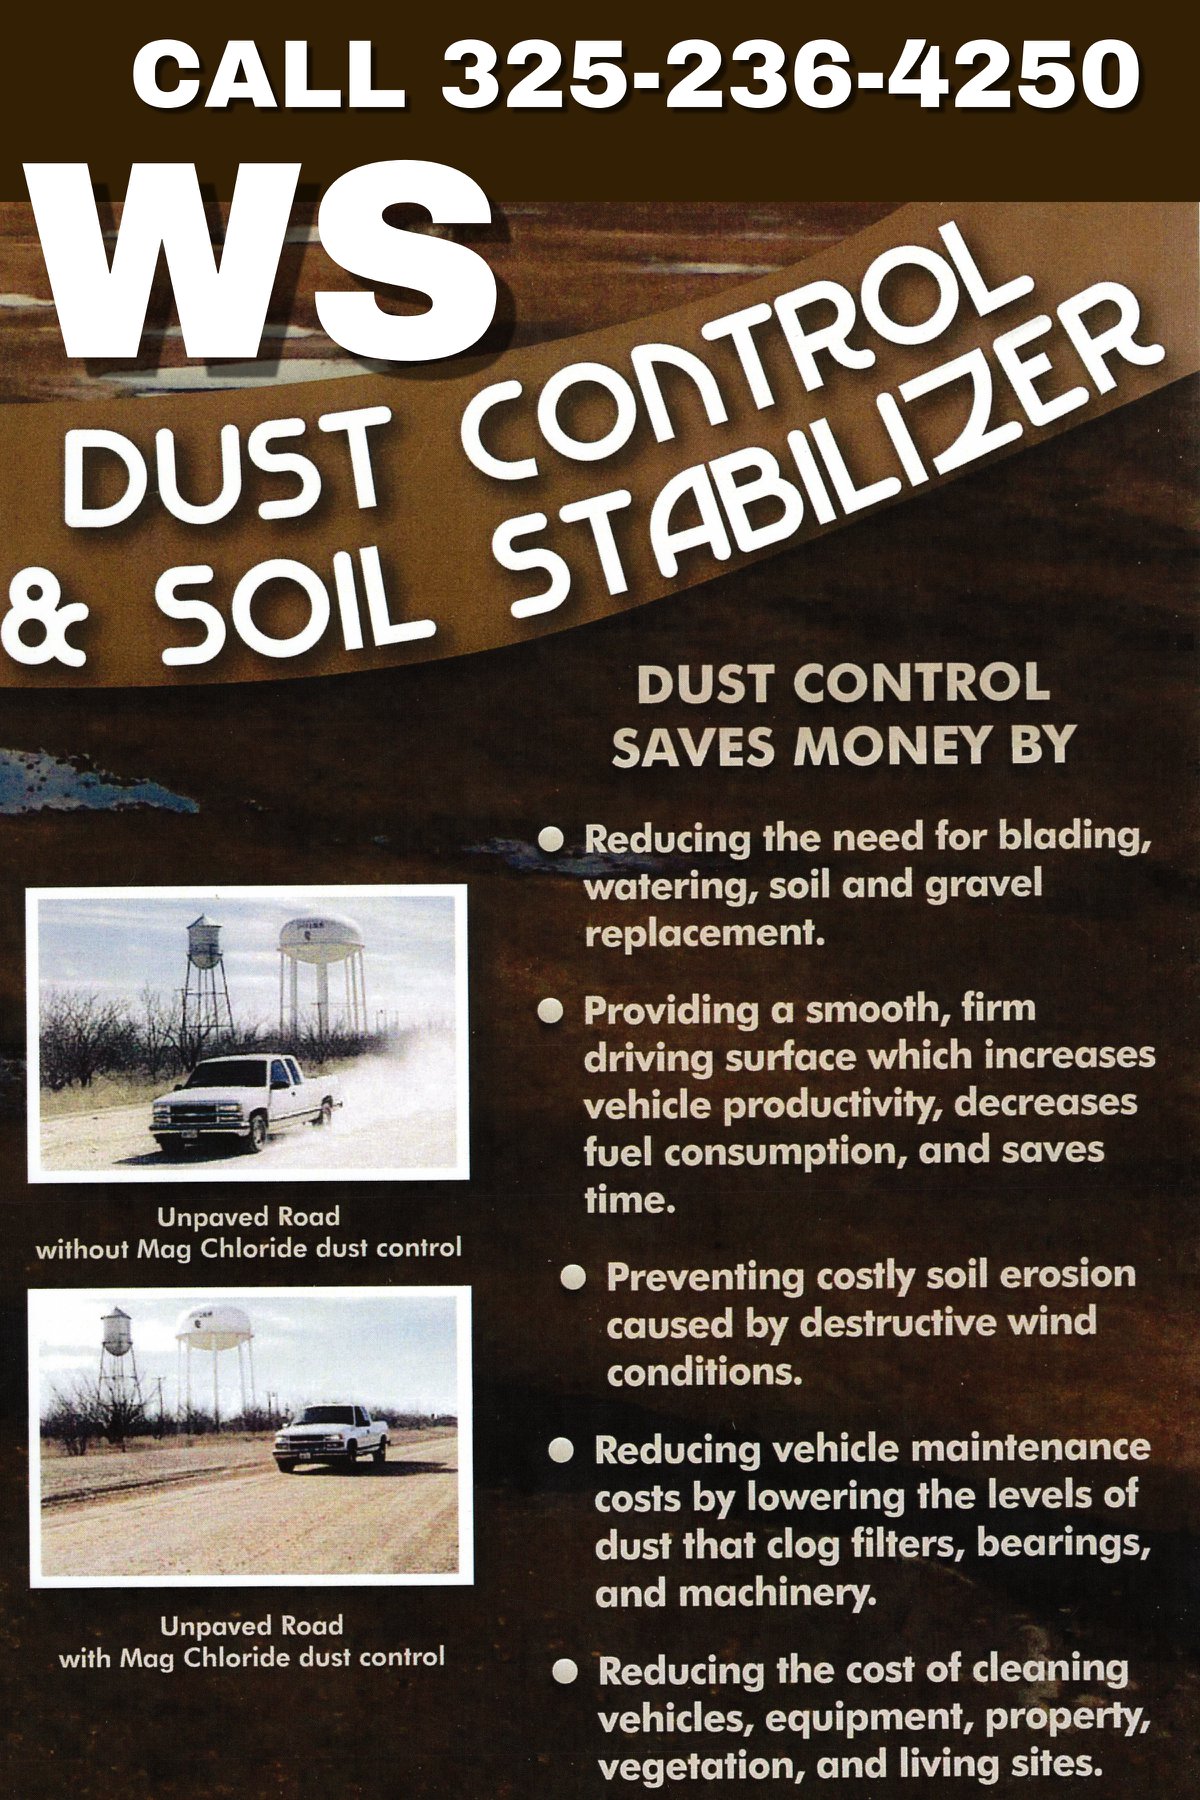 CALL 325-236-4250
WS
DUST CONTROL
& SOIL STABILIZER
DUST CONTROL
SAVES MONEY BY
Reducing the need for blading,
watering, soil and gravel
replacement.
Providing a smooth, firm
driving surface which increases
vehicle productivity, decreases
fuel consumption, and saves
time.
Preventing costly soil erosion
caused by destructive wind
conditions.
Reducing vehicle maintenance
costs by lowering the levels of
dust that clog filters, bearings,
and machinery.
Reducing the cost of cleaning
vehicles, equipment, property,
vegetation, and living sites.
Unpaved Road
without Mag Chloride dust control
Unpaved Road
with Mag Chloride dust control